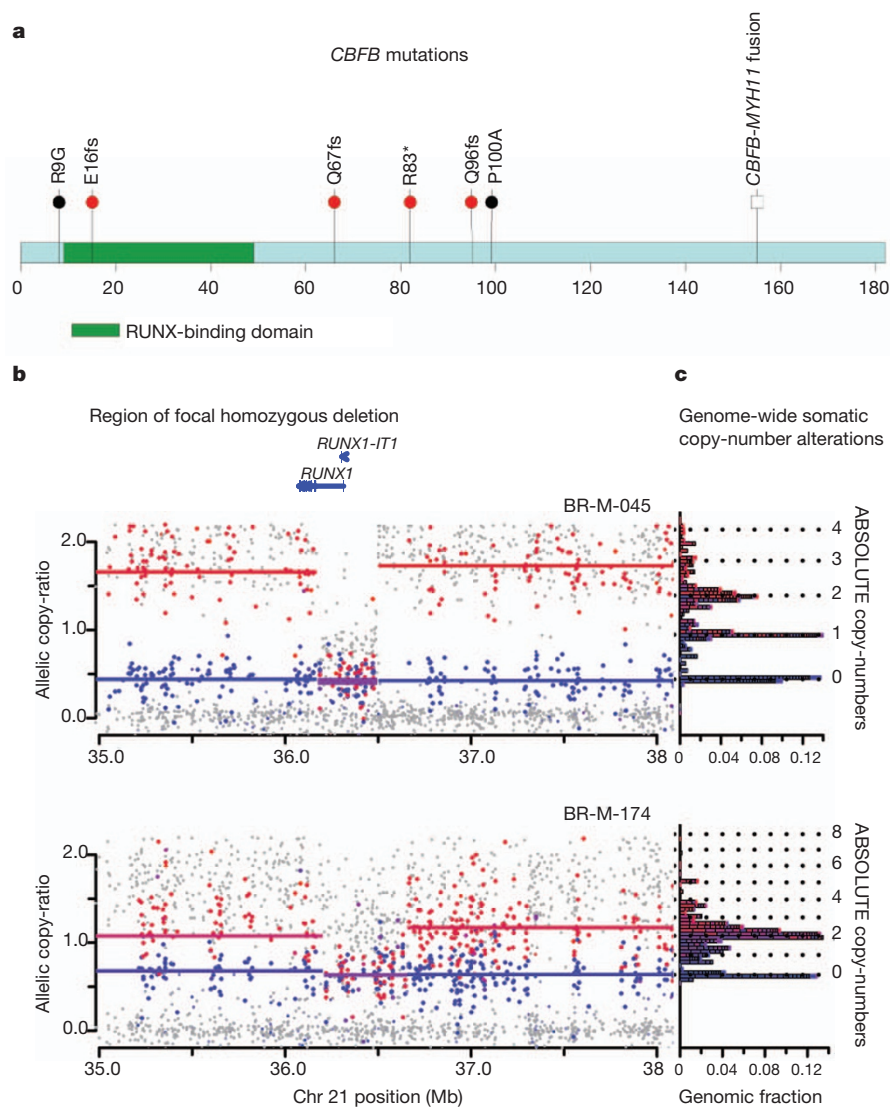 a
CBFB mutations
R9G
E16fs
Q67fs
R83*
Q96fs
P100A
CBFB-MYH11 fusion
0 20 40 60 80 100 120 140 160 180
RUNX-binding domain
b
Region of focal homozygous deletion
RUNX1-IT1
RUNX1
BR-M-045
Allelic copy-ratio
2.0
1.0
0.0
35.0 36.0 37.0 38
c
Genome-wide somatic
copy-number alterations
4
3
2
1
0
ABSOLUTE copy-numbers
0 0.04 0.08 0.12
BR-M-174
Allelic copy-ratio
2.0
1.0
0.0
35.0 36.0 37.0 38
Chr 21 position (Mb)
8
6
4
2
0
ABSOLUTE copy-numbers
0 0.04 0.08 0.12
Genomic fraction